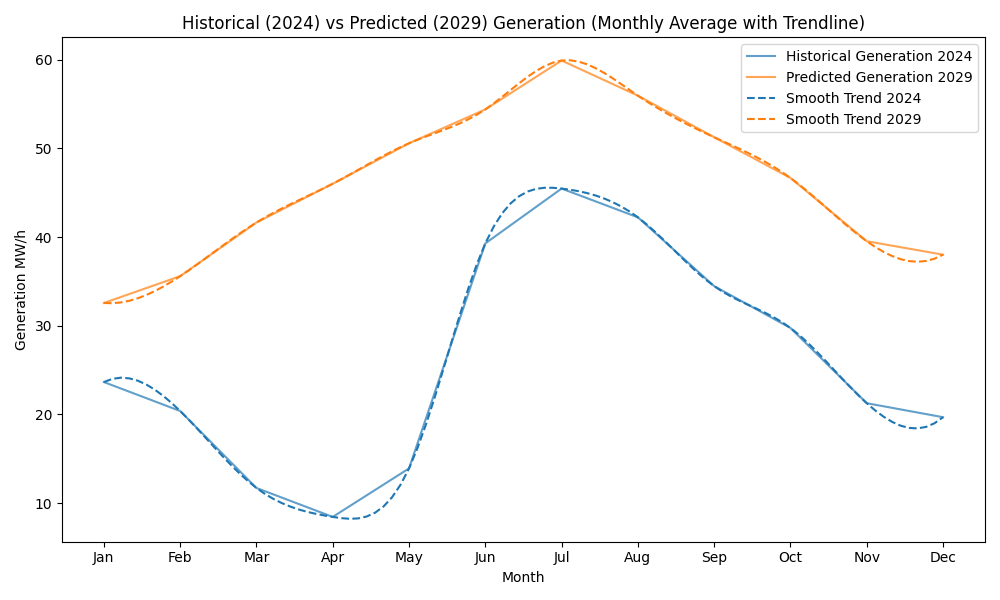 Historical (2024) vs Predicted (2029) Generation (Monthly Average with Trendline)
Historical Generation 2024
Predicted Generation 2029
Smooth Trend 2024
Smooth Trend 2029
Generation MW/h
60
50
40
30
20
10
Jan Feb Mar Apr May Jun Jul Aug Sep Oct Nov Dec
Month